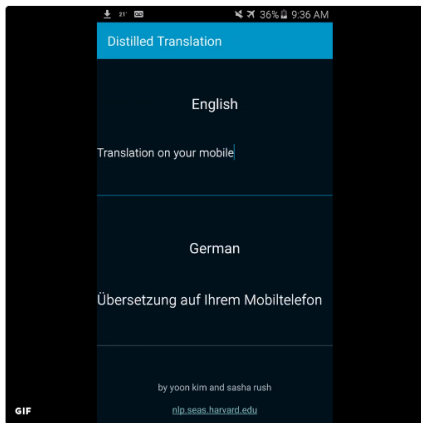 21° 36% 9:36 AM
Distilled Translation
English
Translation on your mobile
German
Übersetzung auf Ihrem Mobiltelefon
by yoon kim and sasha rush
nlp.seas.harvard.edu
GIF